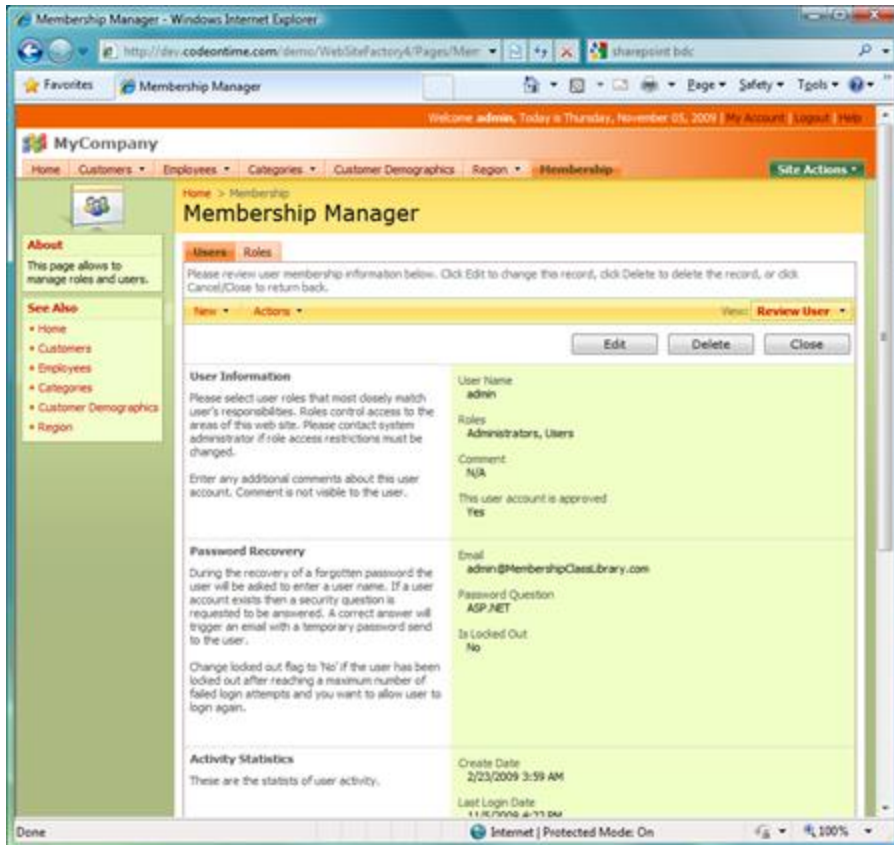 Membership Manager - Windows Internet Explorer
http://dev.codeontime.com/demo/WebSiteFactory4/Pages/Mem
sharepoint bdc
Favorites Membership Manager Page Safety Tools
Welcome admin, Today is Thursday, November 05, 2009 | My Account | Logout | Help
MyCompany
Home Customers Employees Categories Customer Demographics Region Membership Site Actions
Home > Membership
Membership Manager
About
This page allows to
manage roles and users.
See Also
Home
Customers
Employees
Categories
Customer Demographics
Region
Users Roles
Please review user membership information below. Click Edit to change this record, click Delete to delete the record, or click
Cancel/Close to return back.
New Actions View: Review User
Edit Delete Close
User Information
Please select user roles that most closely match
user's responsibilities. Roles control access to the
areas of this web site. Please contact system
administrator if role access restrictions must be
changed.
Enter any additional comments about this user
account. Comment is not visible to the user.
User Name
admin
Roles
Administrators, Users
Comment
N/A
This user account is approved
Yes
Password Recovery
During the recovery of a forgotten password the
user will be asked to enter a user name. If a user
account exists then a security question is
requested to be answered. A correct answer will
trigger an email with a temporary password send
to the user.
Change locked out flag to 'No' if the user has been
locked out after reaching a maximum number of
failed login attempts and you want to allow user to
login again.
Email
admin@MembershipClassLibrary.com
Password Question
ASP.NET
Is Locked Out
No
Activity Statistics
These are the statists of user activity.
Create Date
2/23/2009 3:59 AM
Last Login Date
11/5/2009 4:22 PM
Done Internet | Protected Mode: On 100%